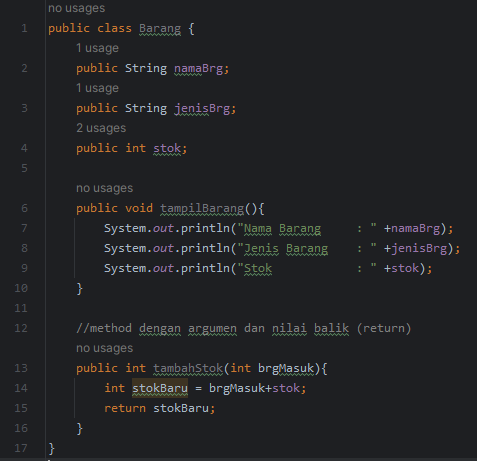 no usages
1 public class Barang {
1 usage
2 public String namaBrg;
1 usage
3 public String jenisBrg;
2 usages
4 public int stok;
5
no usages
6 public void tampilBarang(){
7 System.out.println("Nama Barang     : " +namaBrg);
8 System.out.println("Jenis Barang    : " +jenisBrg);
9 System.out.println("Stok            : " +stok);
10 }
11
12 //method dengan argumen dan nilai balik (return)
no usages
13 public int tambahStok(int brgMasuk){
14 int stokBaru = brgMasuk+stok;
15 return stokBaru;
16 }
17 }